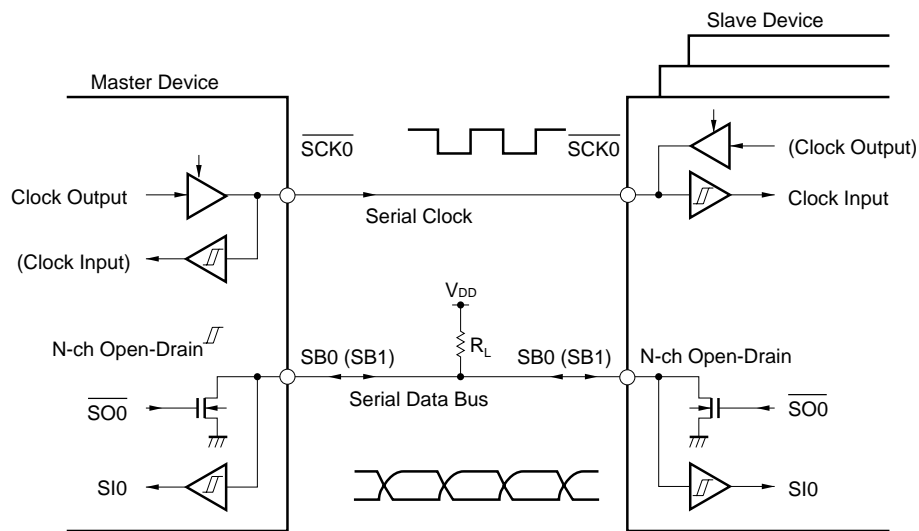 Slave Device
Master Device
SCK0
SCK0
(Clock Output)
Clock Output
Serial Clock
Clock Input
(Clock Input)
VDD
RL
N-ch Open-Drain
SB0 (SB1)
SB0 (SB1)
N-ch Open-Drain
SO0
Serial Data Bus
SO0
SI0
SI0